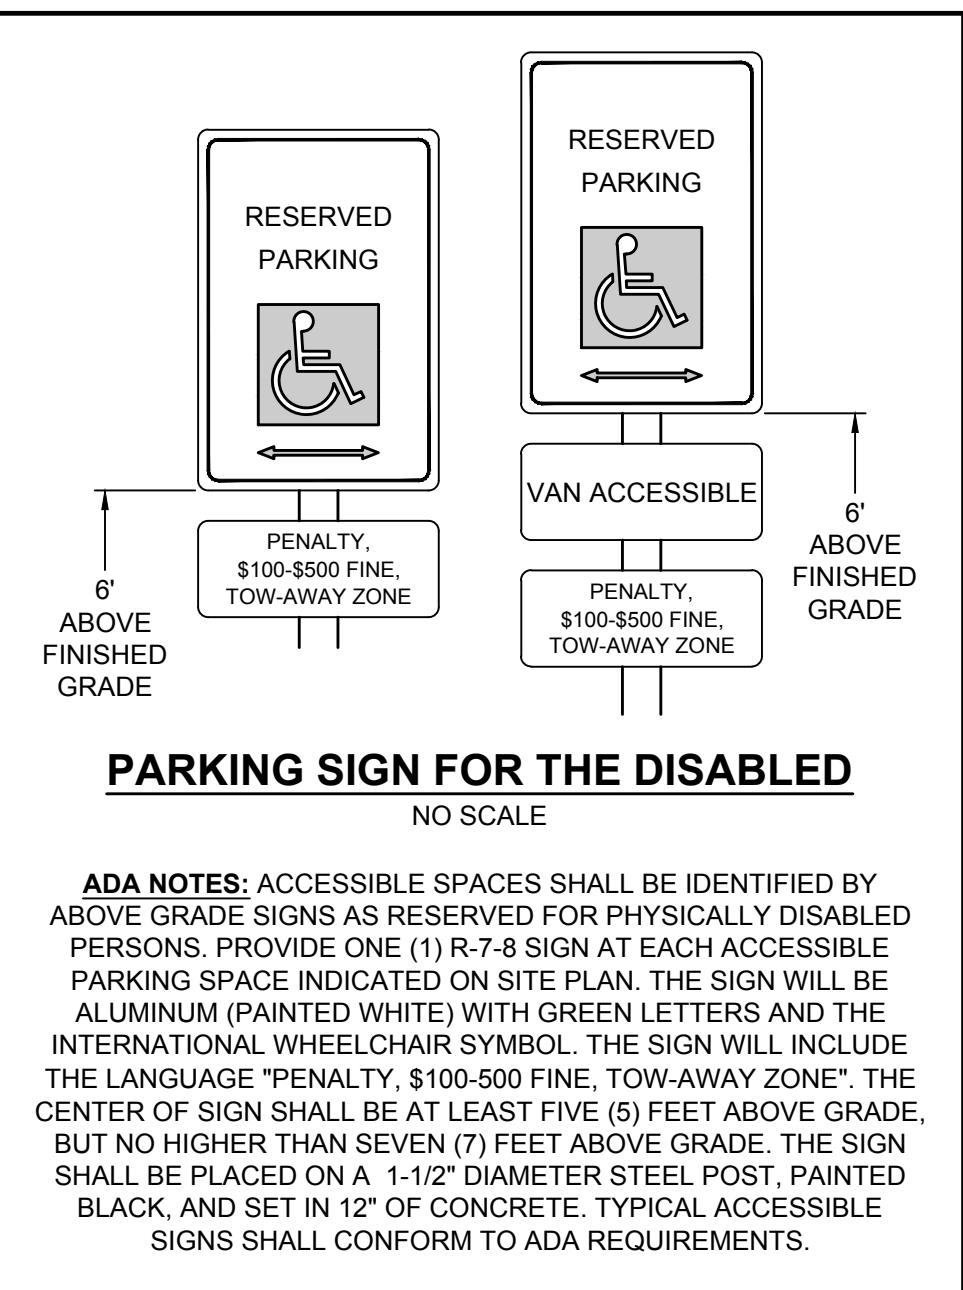 RESERVED
PARKING
PENALTY,
$100-$500 FINE,
TOW-AWAY ZONE
6'
ABOVE
FINISHED
GRADE
RESERVED
PARKING
VAN ACCESSIBLE
PENALTY,
$100-$500 FINE,
TOW-AWAY ZONE
6'
ABOVE
FINISHED
GRADE
PARKING SIGN FOR THE DISABLED
NO SCALE
ADA NOTES: ACCESSIBLE SPACES SHALL BE IDENTIFIED BY
ABOVE GRADE SIGNS AS RESERVED FOR PHYSICALLY DISABLED
PERSONS. PROVIDE ONE (1) R-7-8 SIGN AT EACH ACCESSIBLE
PARKING SPACE INDICATED ON SITE PLAN. THE SIGN WILL BE
ALUMINUM (PAINTED WHITE) WITH GREEN LETTERS AND THE
INTERNATIONAL WHEELCHAIR SYMBOL. THE SIGN WILL INCLUDE
THE LANGUAGE "PENALTY, $100-500 FINE, TOW-AWAY ZONE". THE
CENTER OF SIGN SHALL BE AT LEAST FIVE (5) FEET ABOVE GRADE,
BUT NO HIGHER THAN SEVEN (7) FEET ABOVE GRADE. THE SIGN
SHALL BE PLACED ON A 1-1/2" DIAMETER STEEL POST, PAINTED
BLACK, AND SET IN 12" OF CONCRETE. TYPICAL ACCESSIBLE
SIGNS SHALL CONFORM TO ADA REQUIREMENTS.